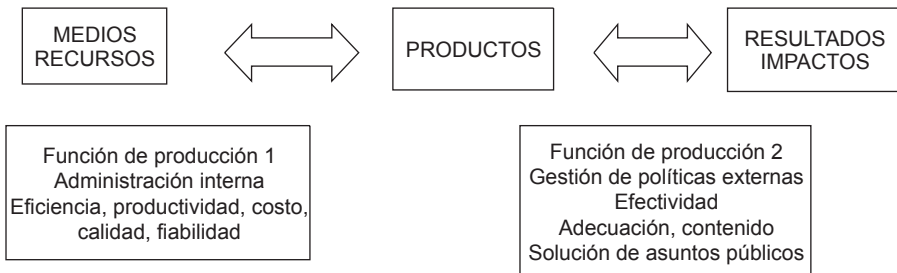 MEDIOS
RECURSOS
PRODUCTOS
RESULTADOS
IMPACTOS
Función de producción 1
Administración interna
Eficiencia, productividad, costo,
calidad, fiabilidad
Función de producción 2
Gestión de políticas externas
Efectividad
Adecuación, contenido
Solución de asuntos públicos